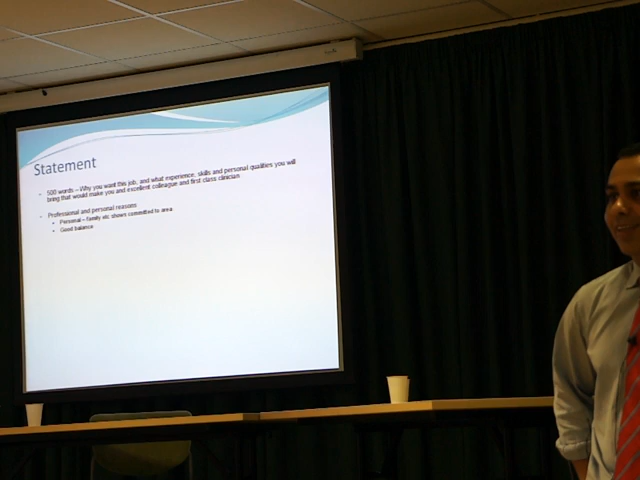 Statement
500 words – Why you want this job, and what experience, skills and personal qualities you will
bring that would make you and excellent colleague and first class clinician
Professional and personal reasons
Personal – family etc shows committed to area
Good balance